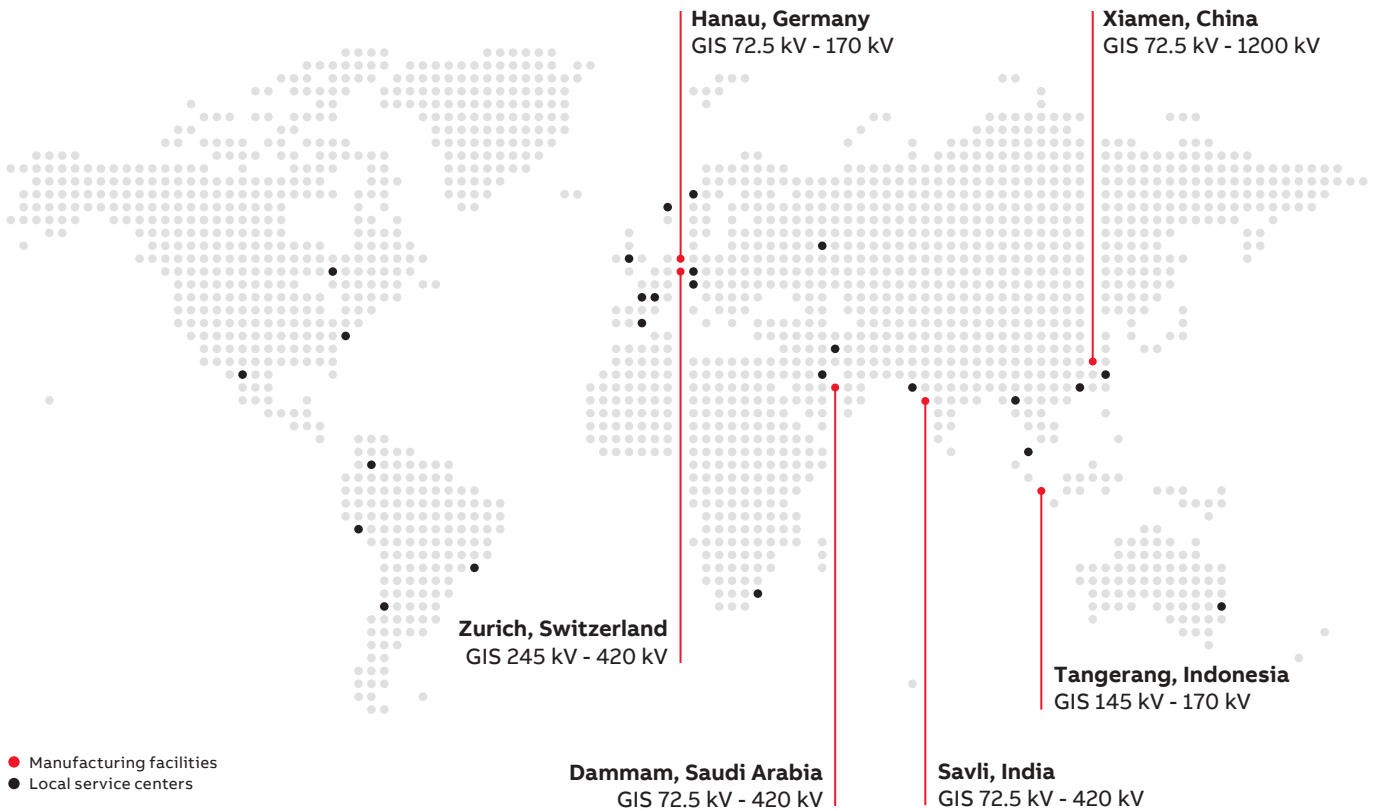 Hanau, Germany
GIS 72.5 kV - 170 kV
Xiamen, China
GIS 72.5 kV - 1200 kV
Zurich, Switzerland
GIS 245 kV - 420 kV
Tangerang, Indonesia
GIS 145 kV - 170 kV
Manufacturing facilities
Local service centers
Dammam, Saudi Arabia
GIS 72.5 kV - 420 kV
Savli, India
GIS 72.5 kV - 420 kV